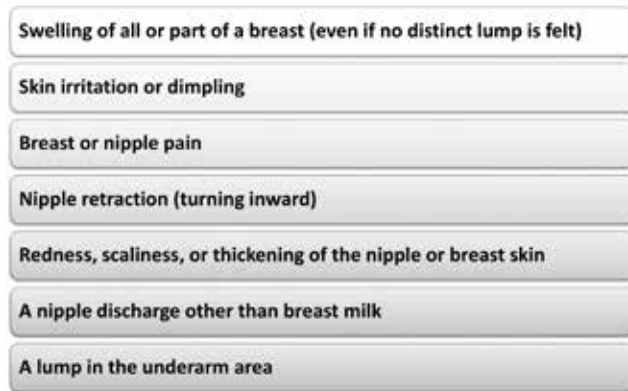 Swelling of all or part of a breast (even if no distinct lump is felt)
Skin irritation or dimpling
Breast or nipple pain
Nipple retraction (turning inward)
Redness, scaliness, or thickening of the nipple or breast skin
A nipple discharge other than breast milk
A lump in the underarm area